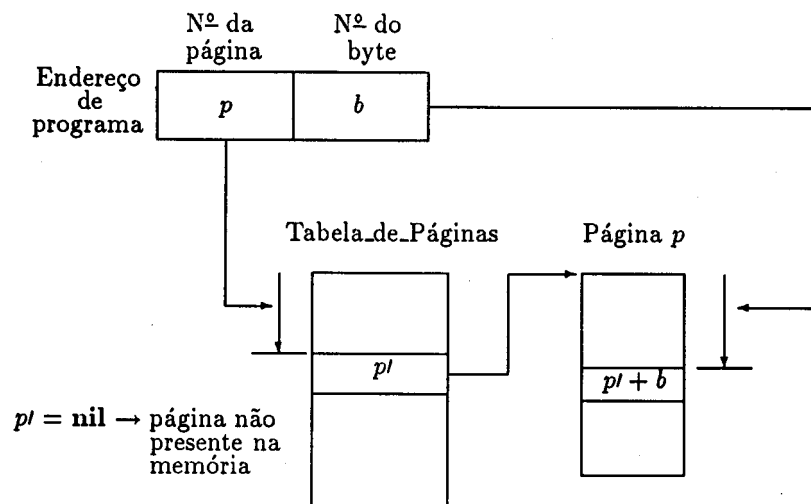 Nº da
página
Nº do
byte
Endereço
de
programa
p
b
Tabela_de_Páginas
Página p
p′
p′ + b
p′ = nil → página não
presente na
memória